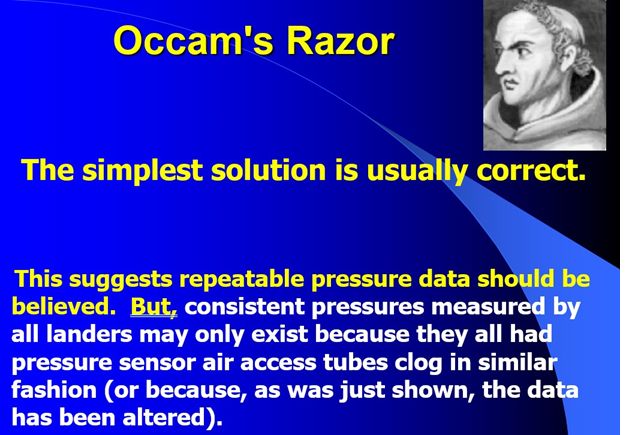 Occam's Razor
The simplest solution is usually correct.
This suggests repeatable pressure data should be
believed. But, consistent pressures measured by
all landers may only exist because they all had
pressure sensor air access tubes clog in similar
fashion (or because, as was just shown, the data
has been altered).